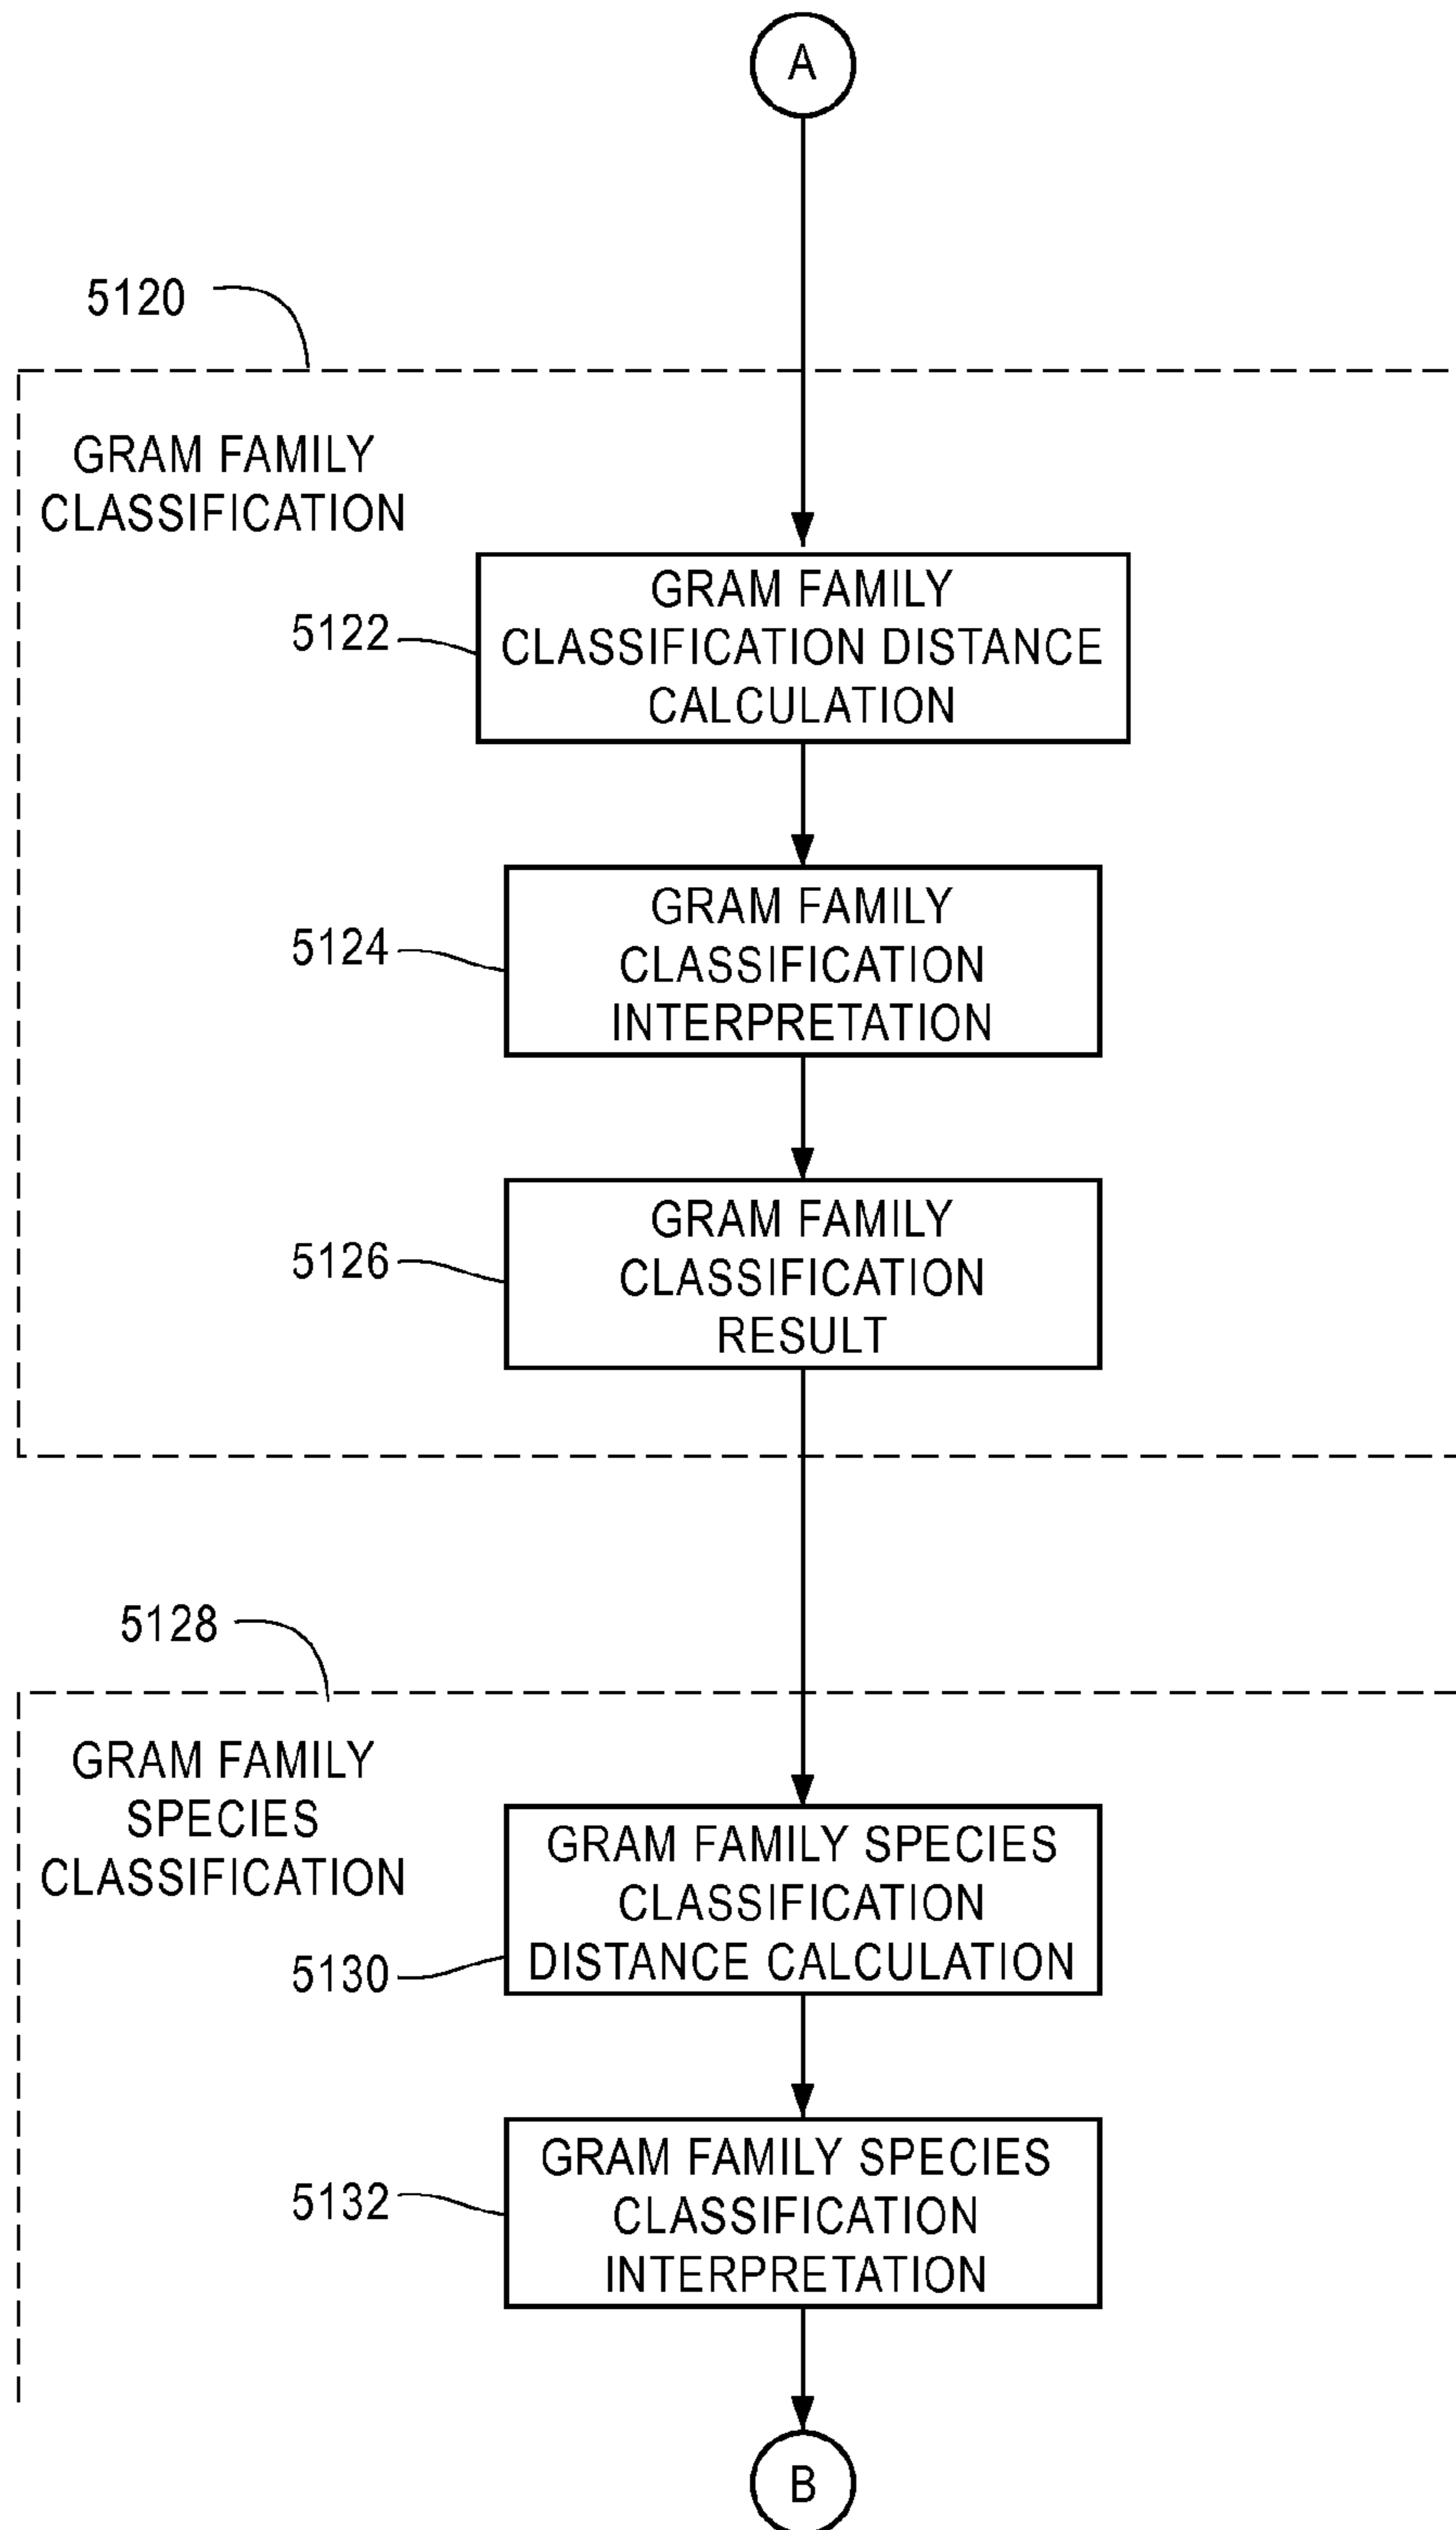 A
5120
GRAM FAMILY
CLASSIFICATION
GRAM FAMILY
5122
CLASSIFICATION DISTANCE
CALCULATION
GRAM FAMILY
5124
CLASSIFICATION
INTERPRETATION
GRAM FAMILY
5126
CLASSIFICATION
RESULT
5128
GRAM FAMILY
SPECIES
CLASSIFICATION
GRAM FAMILY SPECIES
CLASSIFICATION
DISTANCE CALCULATION
5130
GRAM FAMILY SPECIES
5132
CLASSIFICATION
INTERPRETATION
B